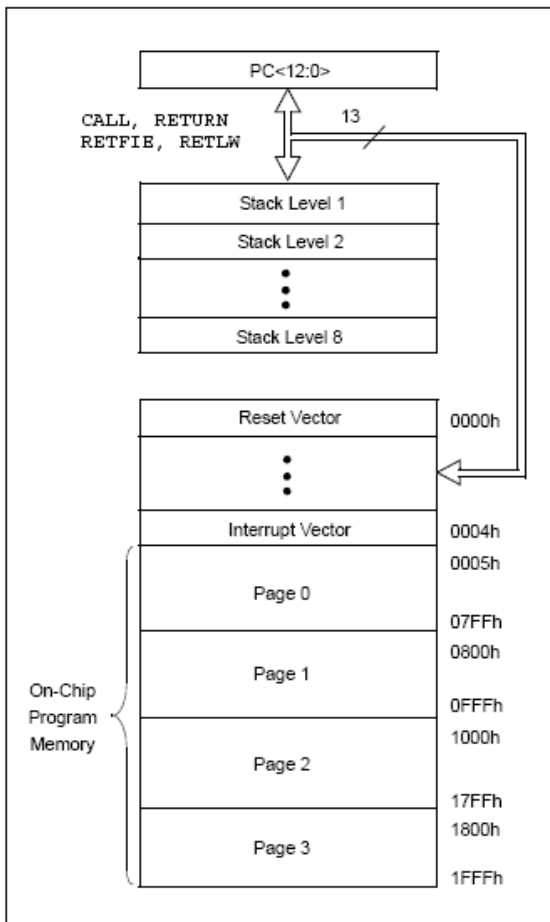 PC<12:0>
CALL, RETURN
RETFIE, RETLW
13
Stack Level 1
Stack Level 2
Stack Level 8
Reset Vector
0000h
Interrupt Vector
0004h
0005h
Page 0
07FFh
0800h
Page 1
0FFFh
On-Chip
Program
Memory
1000h
Page 2
17FFh
1800h
Page 3
1FFFh